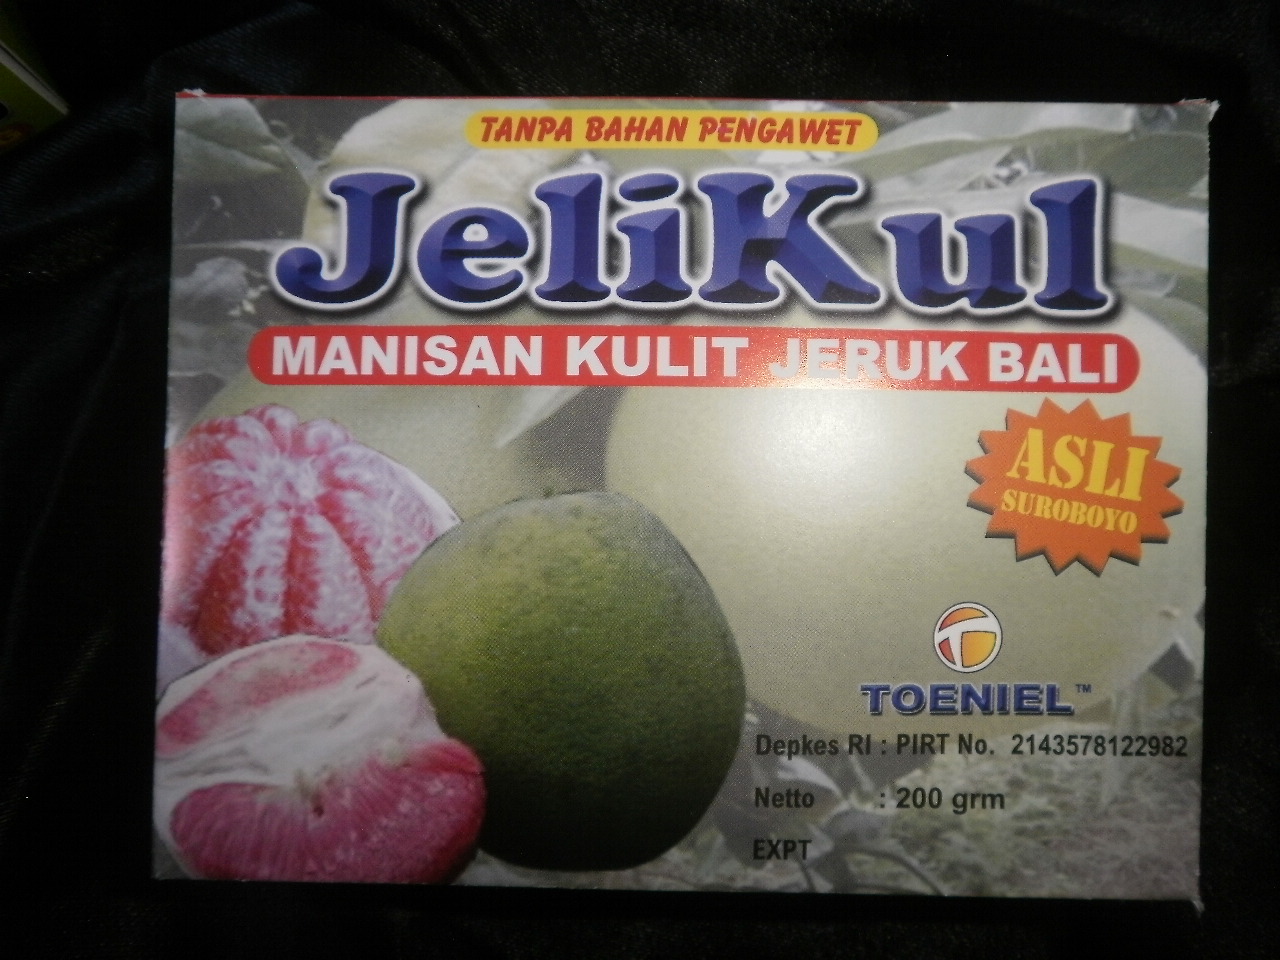 TANPA BAHAN PENGAWET
JeliKul
MANISAN KULIT JERUK BALI
ASLI
SUROBOYO
TOENIEL™
Depkes RI : PIRT No. 2143578122982
Netto : 200 grm
EXPT